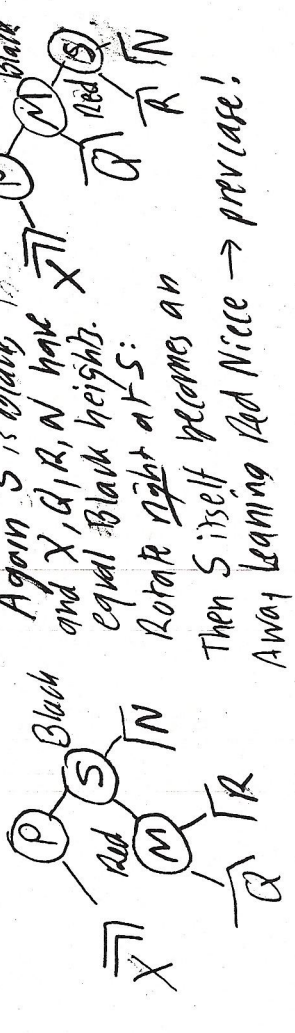 P
Black
S
Red
M
X
N
Q
R
Again S is Black,
and X, Q, R, N have
equal Black heights.
Rotate right at S:
Then S itself becomes an
Away Leaning Red Niece → prev case!
P
Black
M
Red
S
X
Q
R
N